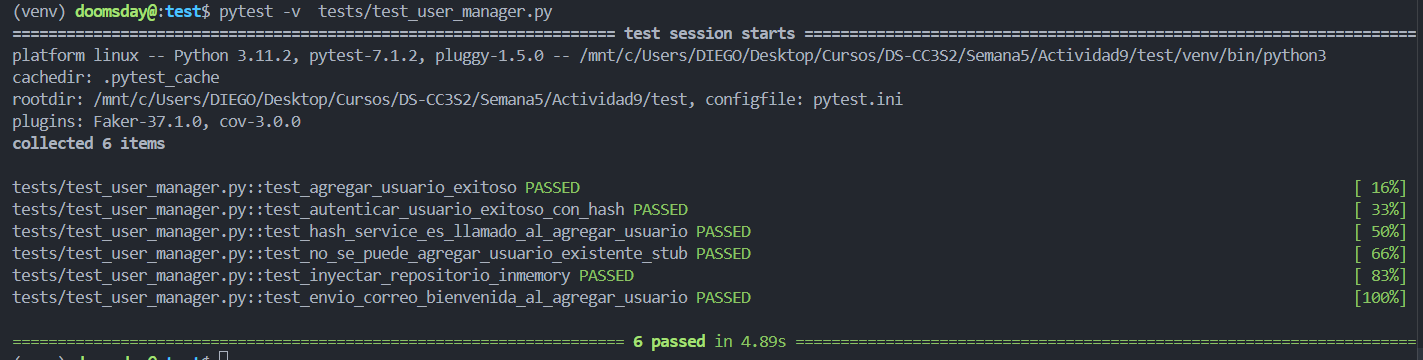 (venv) doomsday@:test$ pytest -v  tests/test_user_manager.py
=================================================================== test session starts ===================================================================
platform linux -- Python 3.11.2, pytest-7.1.2, pluggy-1.5.0 -- /mnt/c/Users/DIEGO/Desktop/Cursos/DS-CC3S2/Semana5/Actividad9/test/venv/bin/python3
cachedir: .pytest_cache
rootdir: /mnt/c/Users/DIEGO/Desktop/Cursos/DS-CC3S2/Semana5/Actividad9/test, configfile: pytest.ini
plugins: Faker-37.1.0, cov-3.0.0
collected 6 items
tests/test_user_manager.py::test_agregar_usuario_exitoso PASSED [ 16%]
tests/test_user_manager.py::test_autenticar_usuario_exitoso_con_hash PASSED [ 33%]
tests/test_user_manager.py::test_hash_service_es_llamado_al_agregar_usuario PASSED [ 50%]
tests/test_user_manager.py::test_no_se_puede_agregar_usuario_existente_stub PASSED [ 66%]
tests/test_user_manager.py::test_inyectar_repositorio_inmemory PASSED [ 83%]
tests/test_user_manager.py::test_envio_correo_bienvenida_al_agregar_usuario PASSED [100%]
==================================================================== 6 passed in 4.89s ====================================================================
(venv) doomsday@:test$